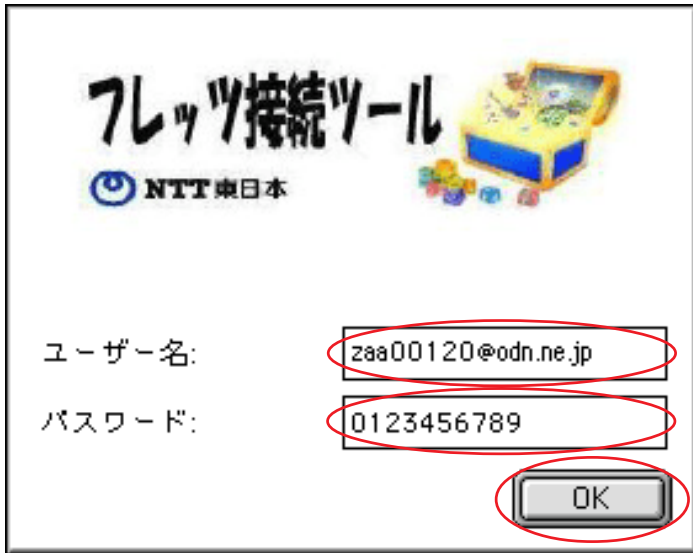 フレッツ接続ツール
NTT東日本
ユーザー名:
zaa00120@odn.ne.jp
パスワード:
0123456789
OK